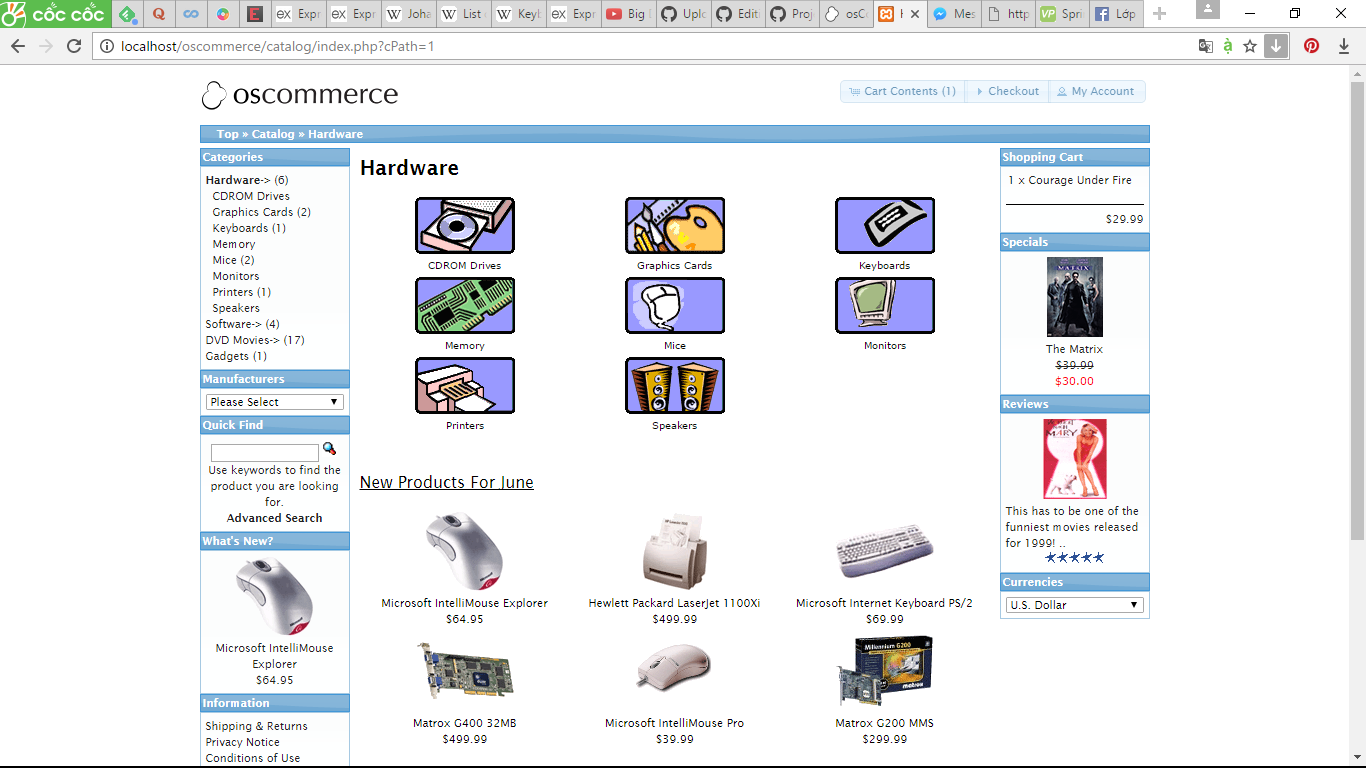 cốc cốc
Expr
Expr
Joha
List
Keyb
Expr
Big
Uplo
Edit
Proj
osCo
Mes
http
Spri
Lớp
localhost/oscommerce/catalog/index.php?cPath=1
oscommerce
Cart Contents (1) Checkout My Account
Top » Catalog » Hardware
Categories
Hardware-> (6)
CDROM Drives
Graphics Cards (2)
Keyboards (1)
Memory
Mice (2)
Monitors
Printers (1)
Speakers
Software-> (4)
DVD Movies-> (17)
Gadgets (1)
Manufacturers
Please Select
Quick Find
Use keywords to find the
product you are looking
for.
Advanced Search
What's New?
Microsoft IntelliMouse
Explorer
$64.95
Information
Shipping & Returns
Privacy Notice
Conditions of Use
Hardware
CDROM Drives
Graphics Cards
Keyboards
Memory
Mice
Monitors
Printers
Speakers
New Products For June
Microsoft IntelliMouse Explorer
$64.95
Hewlett Packard LaserJet 1100Xi
$499.99
Microsoft Internet Keyboard PS/2
$69.99
Matrox G400 32MB
$499.99
Microsoft IntelliMouse Pro
$39.99
Millennium G200
matrox
Matrox G200 MMS
$299.99
Shopping Cart
1 x Courage Under Fire
$29.99
Specials
MATRIX
The Matrix
$39.99
$30.00
Reviews
MARY
This has to be one of the
funniest movies released
for 1999! ..
Currencies
U.S. Dollar